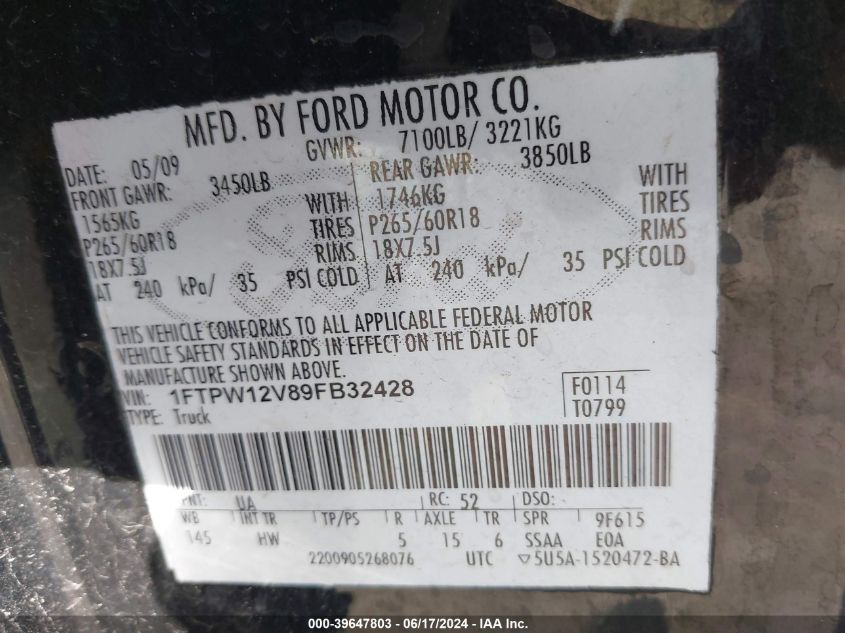 MFD. BY FORD MOTOR CO.
DATE: 05/09 GVWR: 7100LB/ 3221KG
FRONT GAWR: 3450LB REAR GAWR: 3850LB
1565KG WITH 1746KG WITH
P265/60R18 TIRES P265/60R18 TIRES
18X7.5J RIMS 18X7.5J RIMS
AT 240 kPa/ 35 PSI COLD AT 240 kPa/ 35 PSI COLD
THIS VEHICLE CONFORMS TO ALL APPLICABLE FEDERAL MOTOR
VEHICLE SAFETY STANDARDS IN EFFECT ON THE DATE OF
MANUFACTURE SHOWN ABOVE.
VIN: 1FTPW12V89FB32428 F0114
TYPE: Truck T0799
PNT: UA RC: 52 DSO:
WB INT TR TP/PS R AXLE TR SPR 9F615
145 HW 5 15 6 SSAA E0A
2200905268076 UTC ▽5U5A-1520472-BA
000-39647803 - 06/17/2024 - IAA Inc.